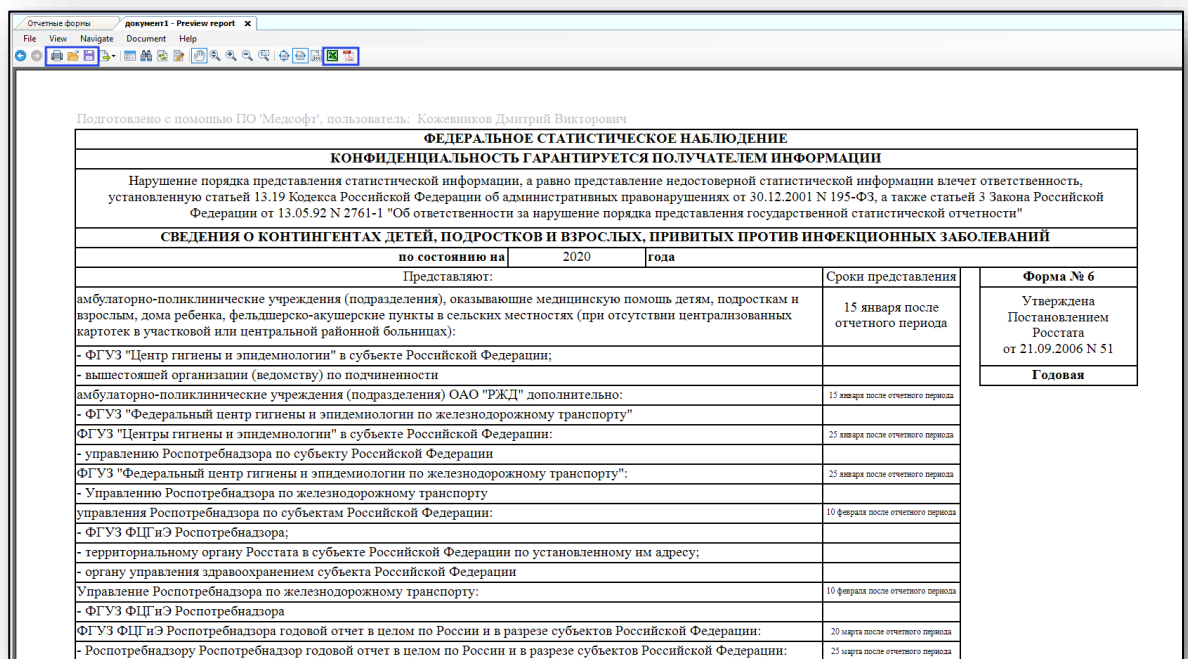 Отчетные формы документ1 - Preview report x
File View Navigate Document Help
Подготовлено с помощью ПО 'Медсофт', пользователь: Кожевников Дмитрий Викторович
ФЕДЕРАЛЬНОЕ СТАТИСТИЧЕСКОЕ НАБЛЮДЕНИЕ
КОНФИДЕНЦИАЛЬНОСТЬ ГАРАНТИРУЕТСЯ ПОЛУЧАТЕЛЕМ ИНФОРМАЦИИ
Нарушение порядка представления статистической информации, а равно представление недостоверной статистической информации влечет ответственность,
установленную статьей 13.19 Кодекса Российской Федерации об административных правонарушениях от 30.12.2001 N 195-ФЗ, а также статьей 3 Закона Российской
Федерации от 13.05.92 N 2761-1 "Об ответственности за нарушение порядка представления государственной статистической отчетности"
СВЕДЕНИЯ О КОНТИНГЕНТАХ ДЕТЕЙ, ПОДРОСТКОВ И ВЗРОСЛЫХ, ПРИВИТЫХ ПРОТИВ ИНФЕКЦИОННЫХ ЗАБОЛЕВАНИЙ
по состоянию на 2020 года
Представляют: Сроки представления
амбулаторно-поликлинические учреждения (подразделения), оказывающие медицинскую помощь детям, подросткам и
взрослым, дома ребенка, фельдшерско-акушерские пункты в сельских местностях (при отсутствии централизованных
картотек в участковой или центральной районной больницах):
15 января после
отчетного периода
- ФГУЗ "Центр гигиены и эпидемиологии" в субъекте Российской Федерации;
- вышестоящей организации (ведомству) по подчиненности
амбулаторно-поликлинические учреждения (подразделения) ОАО "РЖД" дополнительно: 15 января после отчетного периода
- ФГУЗ "Федеральный центр гигиены и эпидемиологии по железнодорожному транспорту"
ФГУЗ "Центры гигиены и эпидемиологии" в субъекте Российской Федерации: 25 января после отчетного периода
- управлению Роспотребнадзора по субъекту Российской Федерации
ФГУЗ "Федеральный центр гигиены и эпидемиологии по железнодорожному транспорту": 25 января после отчетного периода
- Управлению Роспотребнадзора по железнодорожному транспорту
управления Роспотребнадзора по субъектам Российской Федерации: 10 февраля после отчетного периода
- ФГУЗ ФЦГиЭ Роспотребнадзора;
- территориальному органу Росстата в субъекте Российской Федерации по установленному им адресу;
- органу управления здравоохранением субъекта Российской Федерации
Управление Роспотребнадзора по железнодорожному транспорту: 10 февраля после отчетного периода
- ФГУЗ ФЦГиЭ Роспотребнадзора
ФГУЗ ФЦГиЭ Роспотребнадзора годовой отчет в целом по России и в разрезе субъектов Российской Федерации: 20 марта после отчетного периода
- Роспотребнадзору Роспотребнадзор годовой отчет в целом по России и в разрезе субъектов Российской Федерации: 25 марта после отчетного периода
Форма № 6
Утверждена
Постановлением
Росстата
от 21.09.2006 N 51
Годовая